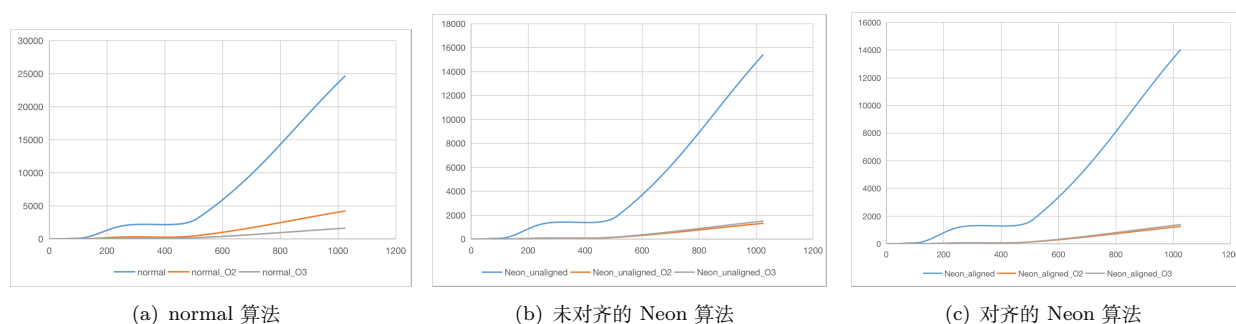 30000
25000
20000
15000
10000
5000
0
0 200 400 600 800 1000 1200
normal normal_O2 normal_O3
(a) normal 算法
18000
16000
14000
12000
10000
8000
6000
4000
2000
0
0 200 400 600 800 1000 1200
Neon_unaligned Neon_unaligned_O2 Neon_unaligned_O3
(b) 未对齐的 Neon 算法
16000
14000
12000
10000
8000
6000
4000
2000
0
0 200 400 600 800 1000 1200
Neon_aligned Neon_aligned_O2 Neon_aligned_O3
(c) 对齐的 Neon 算法